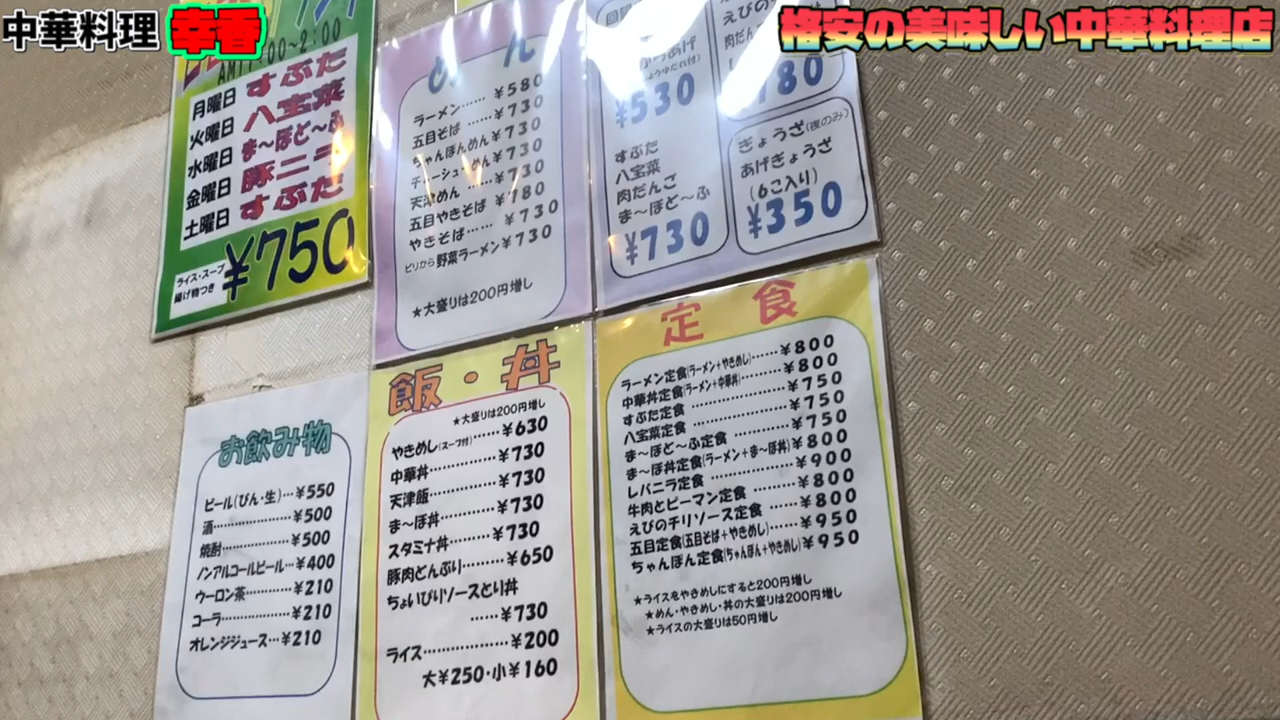 中華料理 幸香
格安の美味しい中華料理店
月曜日 すぶた
火曜日 八宝菜
水曜日 ま〜ほど〜ふ
金曜日 豚ニラ
土曜日 すぶた
ライス・スープ
揚げ物つき
¥750
めん
ラーメン……¥580
五目そば……¥730
ちゃんぽんめん¥730
チャーシューめん¥730
天津めん……¥730
五目やきそば¥780
やきそば……¥730
ピリから野菜ラーメン¥730
★大盛りは200円増し
¥530
すぶた
八宝菜
肉だんご
ま〜ほど〜ふ
¥730
えびの
肉だん
780
ぎょうざ(夜のみ)
あげぎょうざ
(6こ入り)
¥350
お飲み物
ビール(びん・生)…¥550
酒…………………¥500
焼酎………………¥500
ノンアルコールビール…¥400
ウーロン茶…………¥210
コーラ………………¥210
オレンジジュース…¥210
飯・丼
★大盛りは200円増し
やきめし(スープ付)……¥630
中華丼……………¥730
天津飯……………¥730
ま〜ぼ丼…………¥730
スタミナ丼………¥730
豚肉どんぶり………¥650
ちょいぴりソースとり丼
……¥730
ライス……………¥200
大¥250・小¥160
定食
ラーメン定食(ラーメン+やきめし)……¥800
中華丼定食(ラーメン+中華丼)……¥800
すぶた定食………………¥750
八宝菜定食………………¥750
ま〜ほど〜ふ定食…………¥750
ま〜ぼ丼定食(ラーメン+ま〜ぼ丼)¥800
レバニラ定食………………¥900
牛肉とピーマン定食………¥800
えびのチリソース定食……¥800
五目定食(五目そば+やきめし)……¥950
ちゃんぽん定食(ちゃんぽん+やきめし)¥950
★ライスをやきめしにすると200円増し
★めん・やきめし・丼の大盛りは200円増し
★ライスの大盛りは50円増し